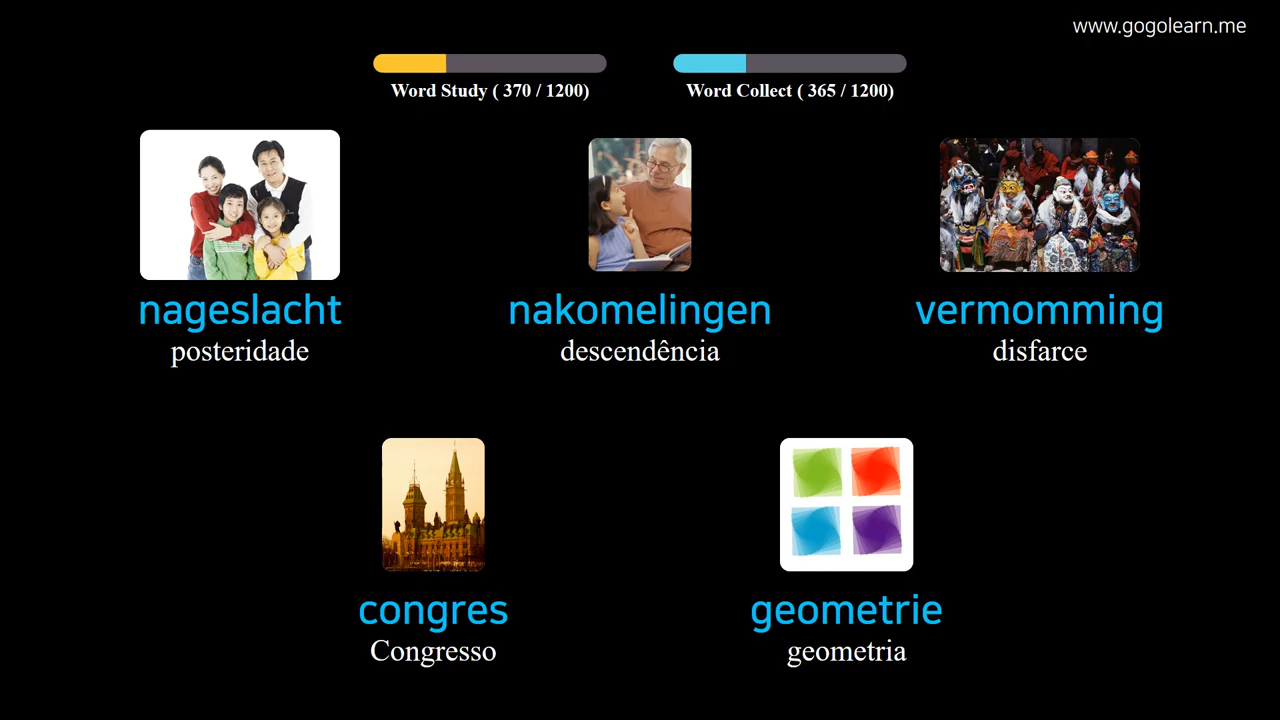 www.gogolearn.me
Word Study ( 370 / 1200)
Word Collect ( 365 / 1200)
nageslacht
posteridade
nakomelingen
descendência
vermomming
disfarce
congres
Congresso
geometrie
geometria